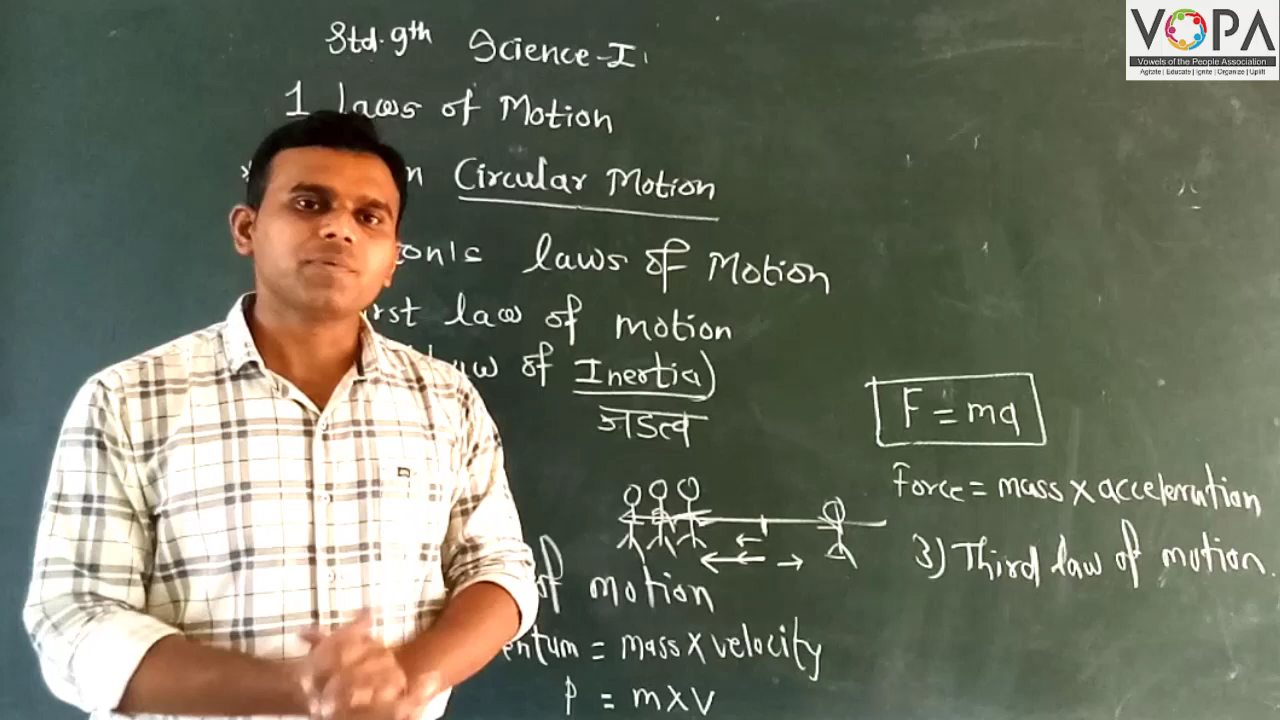 Std. 9th Science-I
1 laws of Motion
Circular Motion
laws of Motion
law of motion
of Inertia)
जडत्व
of motion
= mass x velocity
P = m x v
F = ma
Force = mass x acceleration
3) Third law of motion.
VOPA
Vowels of the People Association
Agitate | Educate | Ignite | Organize | Uplift